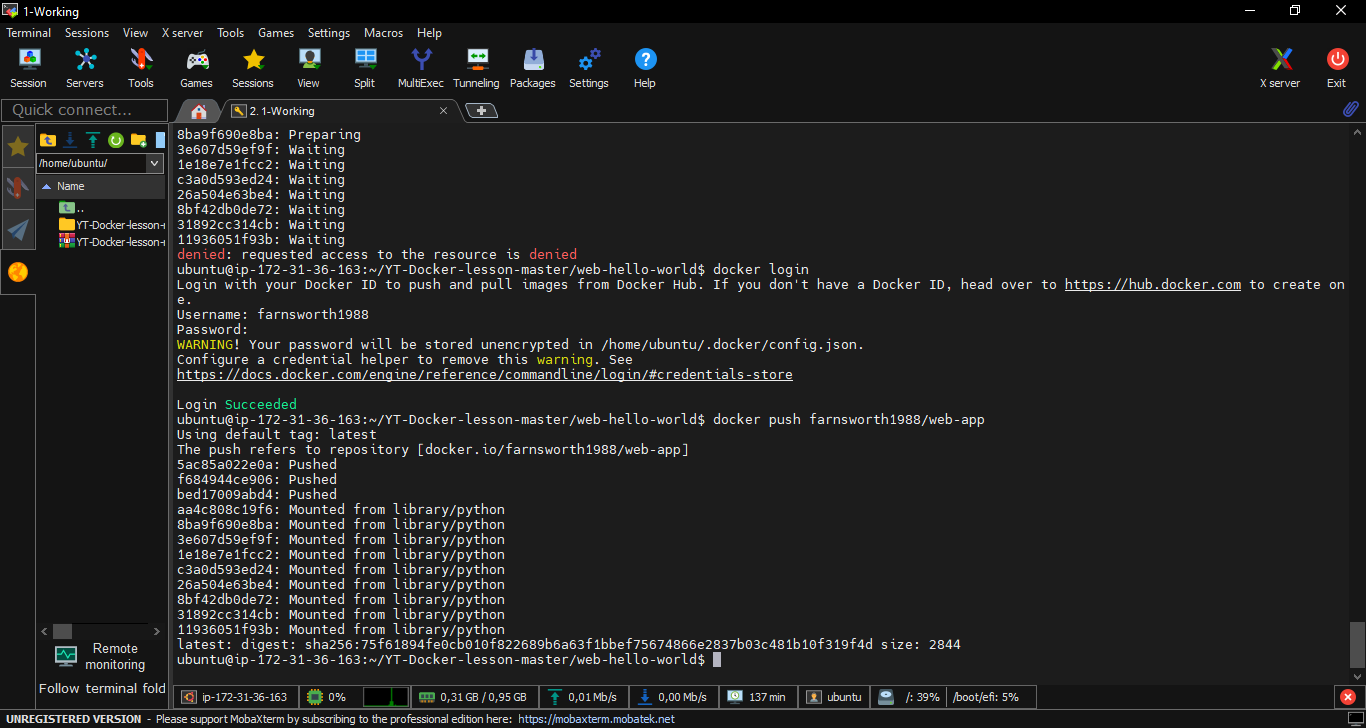 1-Working
Terminal Sessions View X server Tools Games Settings Macros Help
Session Servers Tools Games Sessions View Split MultiExec Tunneling Packages Settings Help X server Exit
Quick connect...
2. 1-Working
/home/ubuntu/
Name
..
YT-Docker-lesson-
YT-Docker-lesson-
8ba9f690e8ba: Preparing
3e607d59ef9f: Waiting
1e18e7e1fcc2: Waiting
c3a0d593ed24: Waiting
26a504e63be4: Waiting
8bf42db0de72: Waiting
31892cc314cb: Waiting
11936051f93b: Waiting
denied: requested access to the resource is denied
ubuntu@ip-172-31-36-163:~/YT-Docker-lesson-master/web-hello-world$ docker login
Login with your Docker ID to push and pull images from Docker Hub. If you don't have a Docker ID, head over to https://hub.docker.com to create on
e.
Username: farnsworth1988
Password:
WARNING! Your password will be stored unencrypted in /home/ubuntu/.docker/config.json.
Configure a credential helper to remove this warning. See
https://docs.docker.com/engine/reference/commandline/login/#credentials-store
Login Succeeded
ubuntu@ip-172-31-36-163:~/YT-Docker-lesson-master/web-hello-world$ docker push farnsworth1988/web-app
Using default tag: latest
The push refers to repository [docker.io/farnsworth1988/web-app]
5ac85a022e0a: Pushed
f684944ce906: Pushed
bed17009abd4: Pushed
aa4c808c19f6: Mounted from library/python
8ba9f690e8ba: Mounted from library/python
3e607d59ef9f: Mounted from library/python
1e18e7e1fcc2: Mounted from library/python
c3a0d593ed24: Mounted from library/python
26a504e63be4: Mounted from library/python
8bf42db0de72: Mounted from library/python
31892cc314cb: Mounted from library/python
11936051f93b: Mounted from library/python
latest: digest: sha256:75f61894fe0cb010f822689b6a63f1bbef75674866e2837b03c481b10f319f4d size: 2844
ubuntu@ip-172-31-36-163:~/YT-Docker-lesson-master/web-hello-world$
Remote
monitoring
Follow terminal fold
ip-172-31-36-163 0% 0,31 GB / 0,95 GB 0,01 Mb/s 0,00 Mb/s 137 min ubuntu /: 39% /boot/efi: 5%
UNREGISTERED VERSION - Please support MobaXterm by subscribing to the professional edition here: https://mobaxterm.mobatek.net